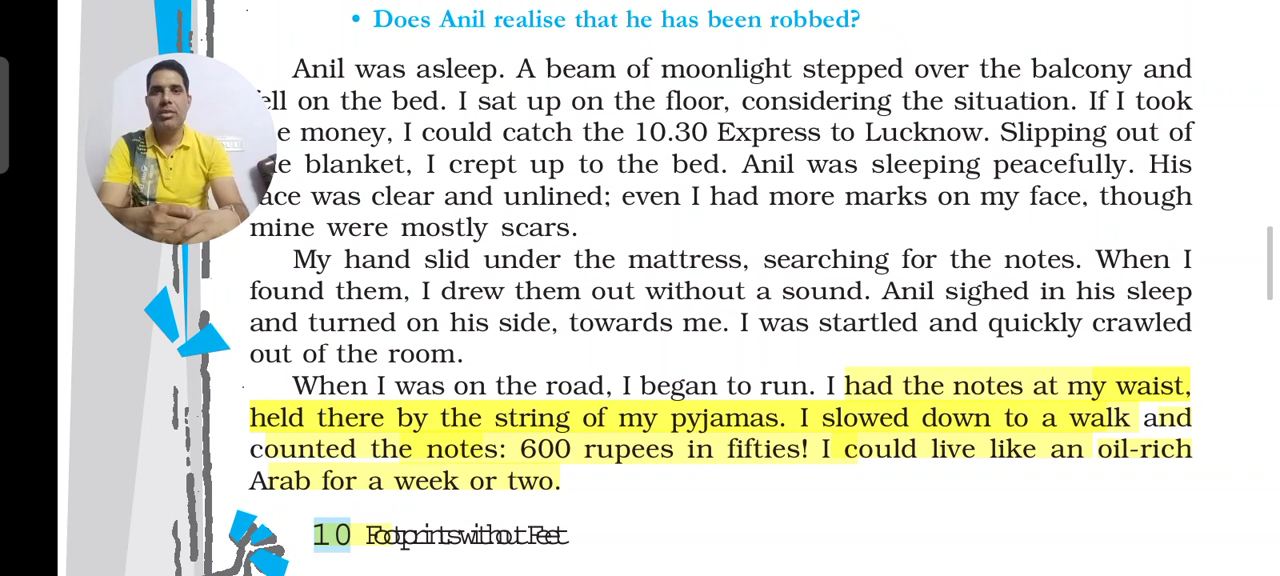 • Does Anil realise that he has been robbed?
Anil was asleep. A beam of moonlight stepped over the balcony and
ell on the bed. I sat up on the floor, considering the situation. If I took
e money, I could catch the 10.30 Express to Lucknow. Slipping out of
e blanket, I crept up to the bed. Anil was sleeping peacefully. His
ace was clear and unlined; even I had more marks on my face, though
mine were mostly scars.
My hand slid under the mattress, searching for the notes. When I
found them, I drew them out without a sound. Anil sighed in his sleep
and turned on his side, towards me. I was startled and quickly crawled
out of the room.
When I was on the road, I began to run. I had the notes at my waist,
held there by the string of my pyjamas. I slowed down to a walk and
counted the notes: 600 rupees in fifties! I could live like an oil-rich
Arab for a week or two.
10 Footprints without Feet